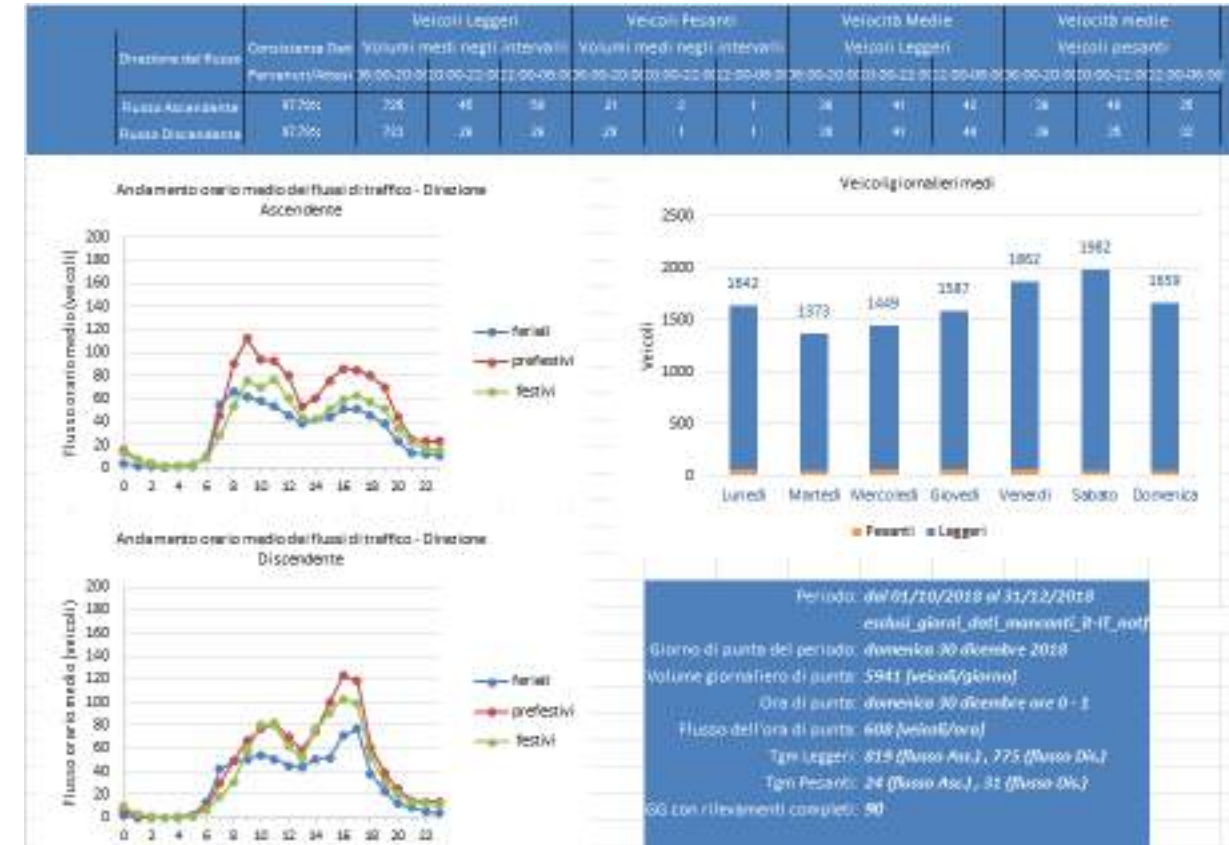 Veicoli Leggeri Veicoli Pesanti Velocità Medie Velocità medie
Direzione del flusso Consistenza Dati Volumi medi negli intervalli Volumi medi negli intervalli Veicoli Leggeri Veicoli pesanti
Pervenuti/Attesi
Flusso Ascendente
Flusso Discendente
Andamento orario medio dei flussi di traffico - Direzione
Ascendente
Flusso orario medio (veicoli)
200
180
160
140
120
100
80
60
40
20
0
0 2 4 6 8 10 12 14 16 18 20 22
feriali
prefestivi
festivi
Veicoli giornalieri medi
Veicoli
2500
2000
1500
1000
500
0
1642 1373 1449 1587 1862 1982 1659
Lunedì Martedì Mercoledì Giovedì Venerdì Sabato Domenica
Pesanti Leggeri
Andamento orario medio dei flussi di traffico - Direzione
Discendente
Flusso orario medio (veicoli)
200
180
160
140
120
100
80
60
40
20
0
0 2 4 6 8 10 12 14 16 18 20 22
feriali
prefestivi
festivi
Periodo: dal 01/10/2018 al 31/12/2018
esclusi_giorni_dati_mancanti_it-IT_notf
Giorno di punta del periodo: domenica 30 dicembre 2018
Volume giornaliero di punta: 5941 (veicoli/giorno)
Ora di punta: domenica 30 dicembre ore 0 - 1
Flusso dell'ora di punta: 608 (veicoli/ora)
Tgm Leggeri: 819 (flusso Asc.) , 775 (flusso Dis.)
Tgm Pesanti: 24 (flusso Asc.) , 31 (flusso Dis.)
GG con rilevamenti completi: 90